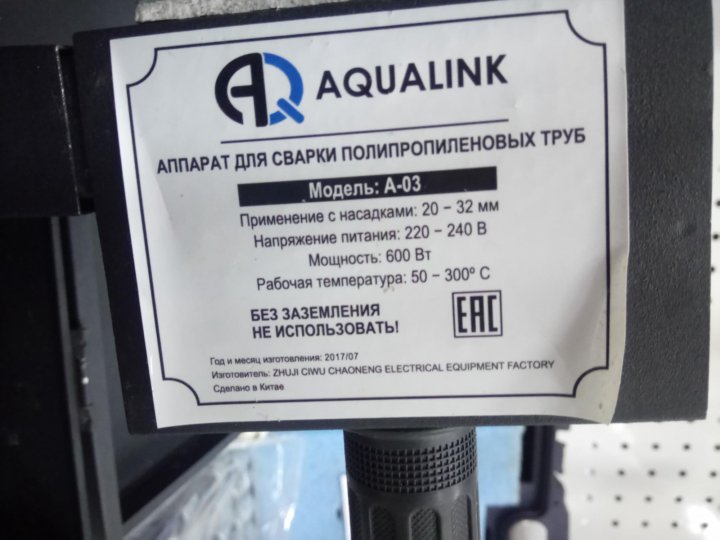 AQ AQUALINK
АППАРАТ ДЛЯ СВАРКИ ПОЛИПРОПИЛЕНОВЫХ ТРУБ
Модель: А-03
Применение с насадками: 20 – 32 мм
Напряжение питания: 220 – 240 В
Мощность: 600 Вт
Рабочая температура: 50 – 300º С
БЕЗ ЗАЗЕМЛЕНИЯ
НЕ ИСПОЛЬЗОВАТЬ!
EAC
Год и месяц изготовления: 2017/07
Изготовитель: ZHUJI CIWU CHAONENG ELECTRICAL EQUIPMENT FACTORY
Сделано в Китае